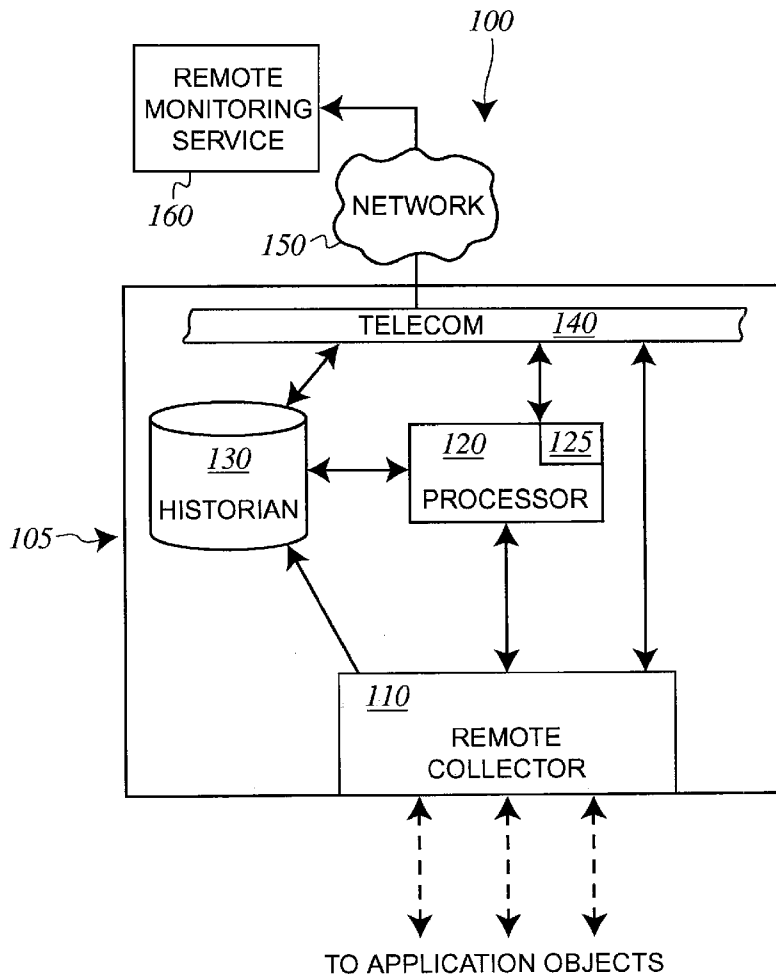 100
REMOTE
MONITORING
SERVICE
160
NETWORK
150
TELECOM 140
130
HISTORIAN
120 125
PROCESSOR
105
110
REMOTE
COLLECTOR
TO APPLICATION OBJECTS